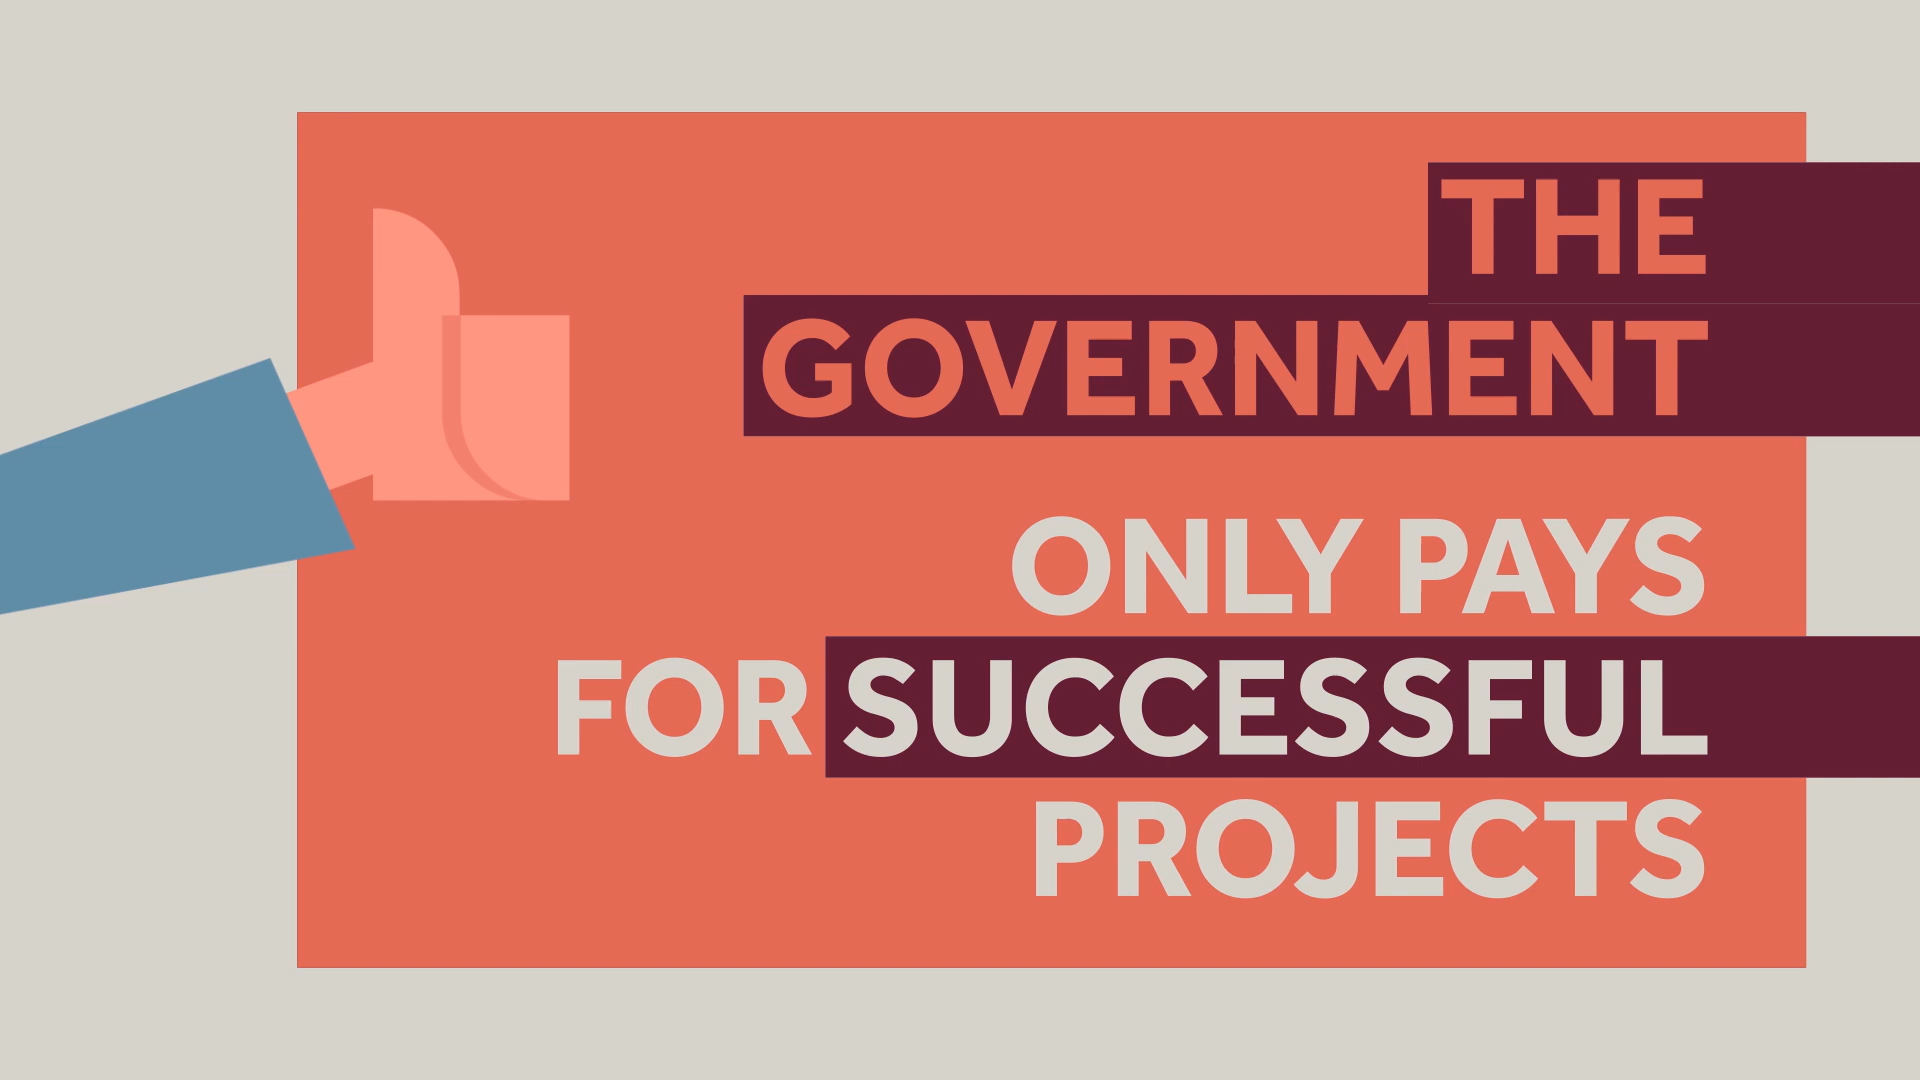 THE
GOVERNMENT
ONLY PAYS
FOR SUCCESSFUL
PROJECTS